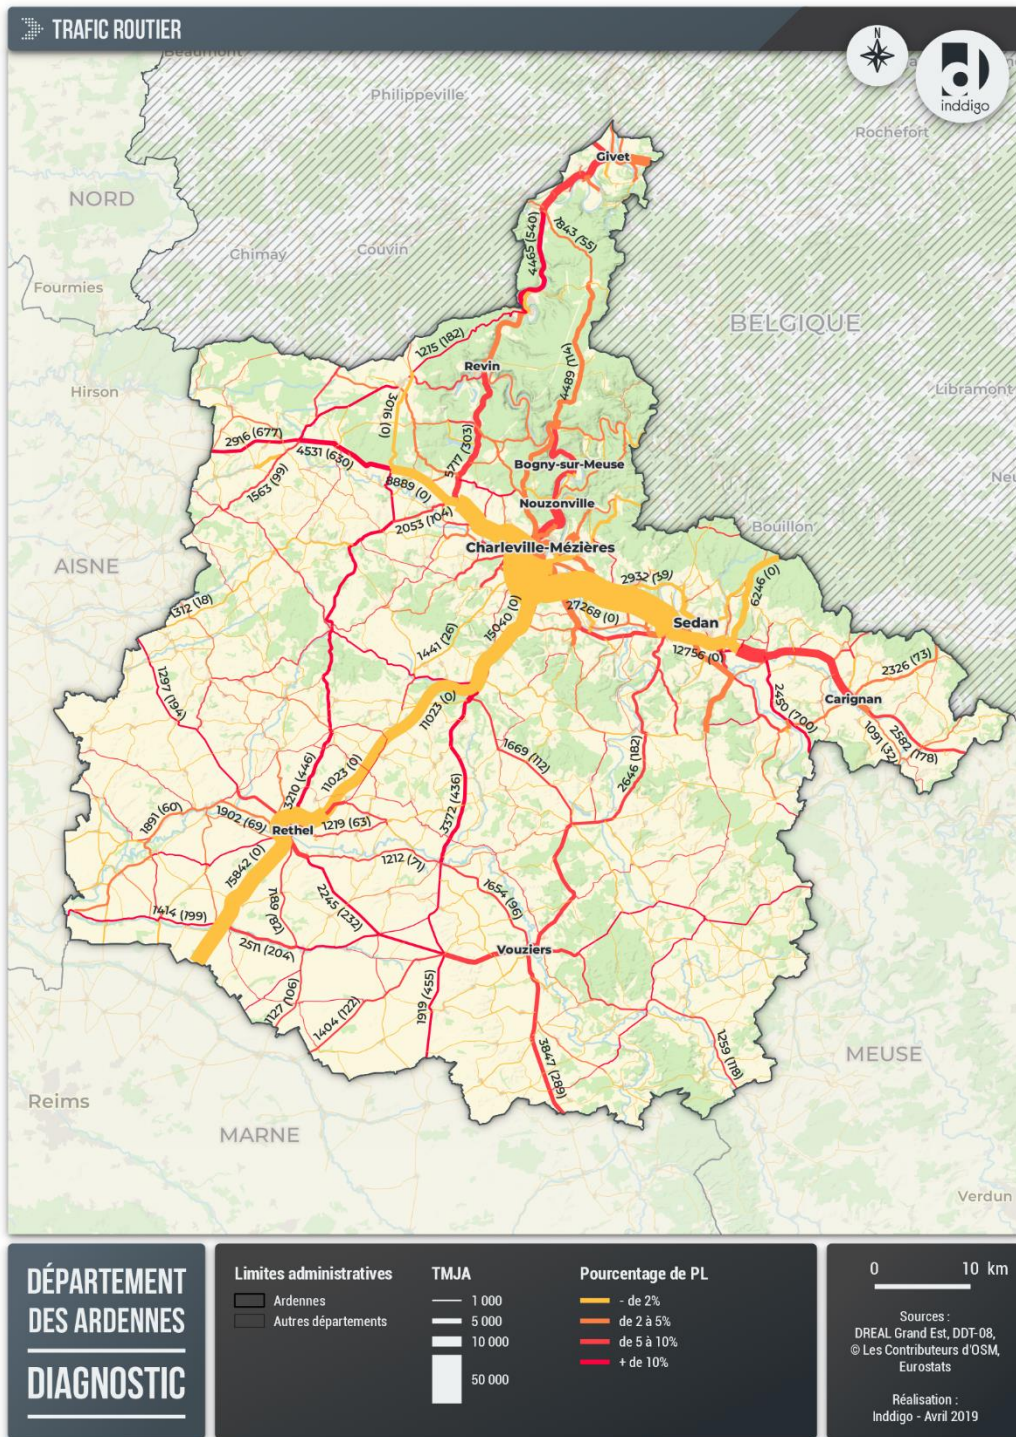 TRAFIC ROUTIER
N
inddigo
Beaumont
Philippeville
Rochefort
Givet
NORD
4465 (540)
1843 (55)
Chimay
Couvin
Fourmies
BELGIQUE
1215 (182)
Revin
4489 (174)
Hirson
Libramont
3016 (0)
2916 (677)
4531 (630)
5717 (303)
1563 (99)
8889 (0)
Bogny-sur-Meuse
Nouzonville
2053 (104)
Bouillon
Charleville-Mézières
AISNE
2932 (39)
6246 (0)
1312 (18)
27268 (0)
Sedan
15040 (0)
1441 (26)
12756 (0)
2326 (73)
1297 (194)
11023 (0)
2450 (700)
Carignan
1091 (32)
2582 (178)
1669 (112)
2646 (182)
3210 (446)
11023 (0)
3372 (436)
1891 (60)
1902 (69)
1219 (63)
Rethel
15842 (0)
1212 (71)
1654 (96)
1189 (82)
2245 (232)
1414 (199)
2511 (204)
Vouziers
1127 (106)
1404 (122)
1919 (455)
3847 (289)
1259 (118)
MEUSE
Reims
MARNE
Verdun
DÉPARTEMENT
DES ARDENNES
DIAGNOSTIC
Limites administratives
Ardennes
Autres départements
TMJA
1 000
5 000
10 000
50 000
Pourcentage de PL
- de 2%
de 2 à 5%
de 5 à 10%
+ de 10%
0 10 km
Sources :
DREAL Grand Est, DDT-08,
© Les Contributeurs d'OSM,
Eurostats
Réalisation :
Inddigo - Avril 2019